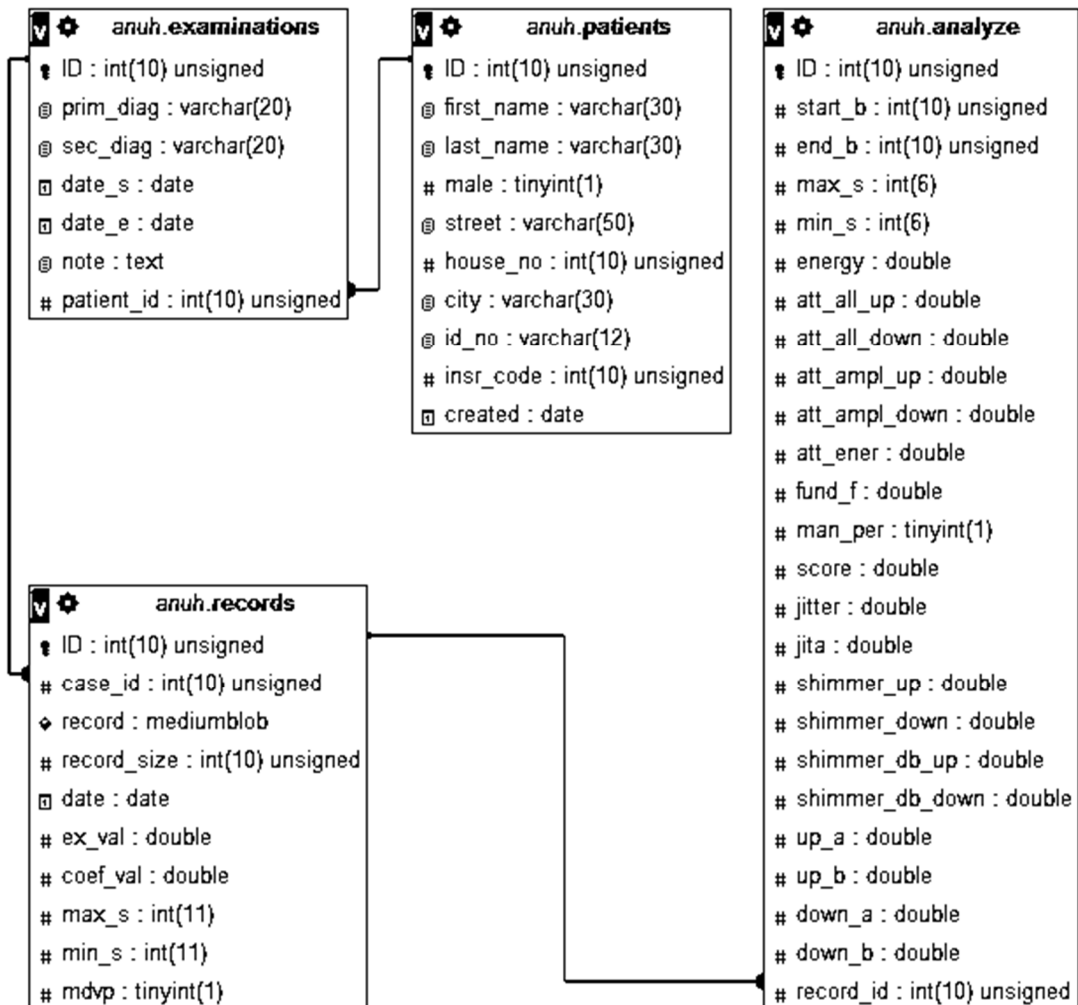 anuh.examinations
ID : int(10) unsigned
prim_diag : varchar(20)
sec_diag : varchar(20)
date_s : date
date_e : date
note : text
# patient_id : int(10) unsigned
anuh.patients
ID : int(10) unsigned
first_name : varchar(30)
last_name : varchar(30)
# male : tinyint(1)
street : varchar(50)
# house_no : int(10) unsigned
city : varchar(30)
id_no : varchar(12)
# insr_code : int(10) unsigned
created : date
anuh.analyze
ID : int(10) unsigned
# start_b : int(10) unsigned
# end_b : int(10) unsigned
# max_s : int(6)
# min_s : int(6)
# energy : double
# att_all_up : double
# att_all_down : double
# att_ampl_up : double
# att_ampl_down : double
# att_ener : double
# fund_f : double
# man_per : tinyint(1)
# score : double
# jitter : double
# jita : double
# shimmer_up : double
# shimmer_down : double
# shimmer_db_up : double
# shimmer_db_down : double
# up_a : double
# up_b : double
# down_a : double
# down_b : double
# record_id : int(10) unsigned
anuh.records
ID : int(10) unsigned
# case_id : int(10) unsigned
record : mediumblob
# record_size : int(10) unsigned
date : date
# ex_val : double
# coef_val : double
# max_s : int(11)
# min_s : int(11)
# mdvp : tinyint(1)